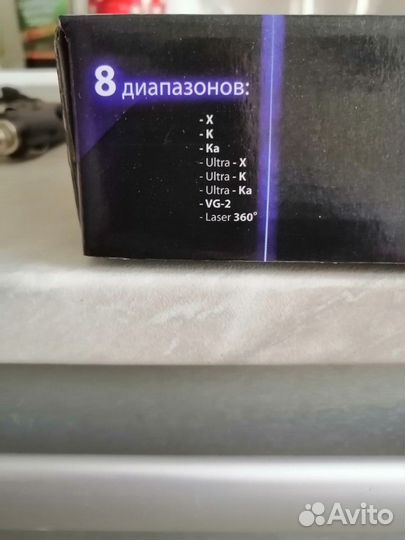 8 диапазонов:
- X
- K
- Ka
- Ultra - X
- Ultra - K
- Ultra - Ka
- VG-2
- Laser 360°
Avito